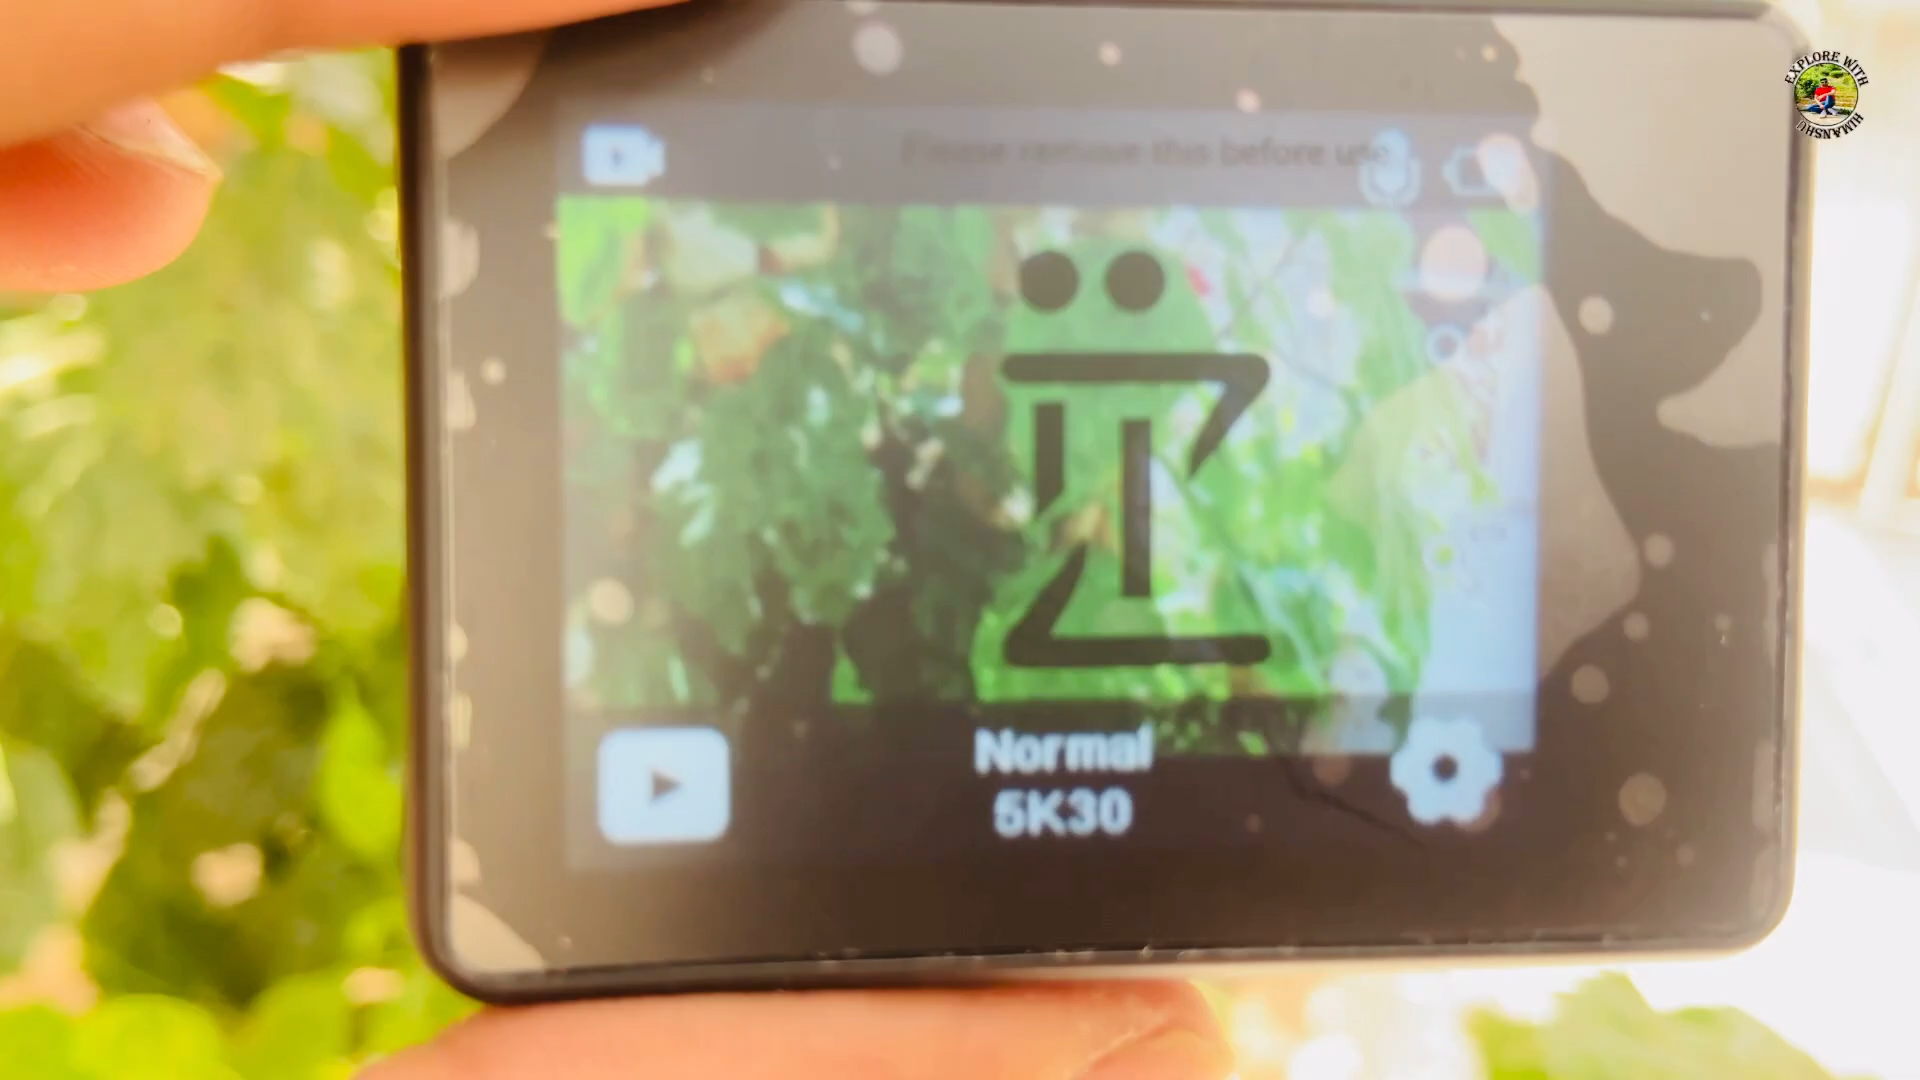 EXPLORE WITH
HIMANSHU
Please remove this before use
Normal
5K30